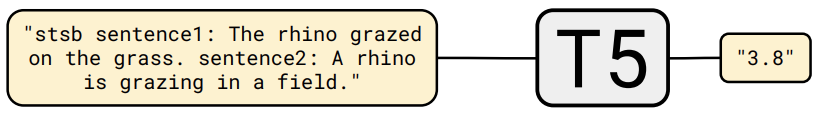 "stsb sentence1: The rhino grazed
on the grass. sentence2: A rhino
is grazing in a field."
T5
"3.8"